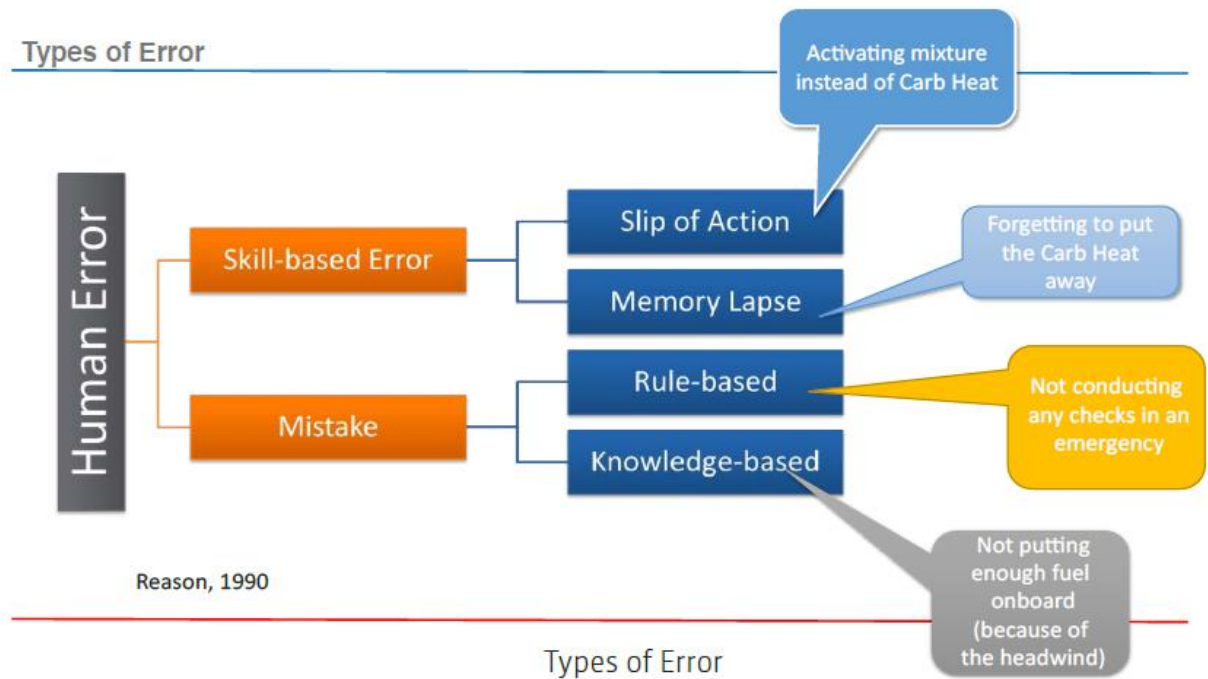 Types of Error
Activating mixture
instead of Carb Heat
Human Error
Skill-based Error
Mistake
Slip of Action
Memory Lapse
Rule-based
Knowledge-based
Forgetting to put
the Carb Heat
away
Not conducting
any checks in an
emergency
Not putting
enough fuel
onboard
(because of
the headwind)
Reason, 1990
Types of Error